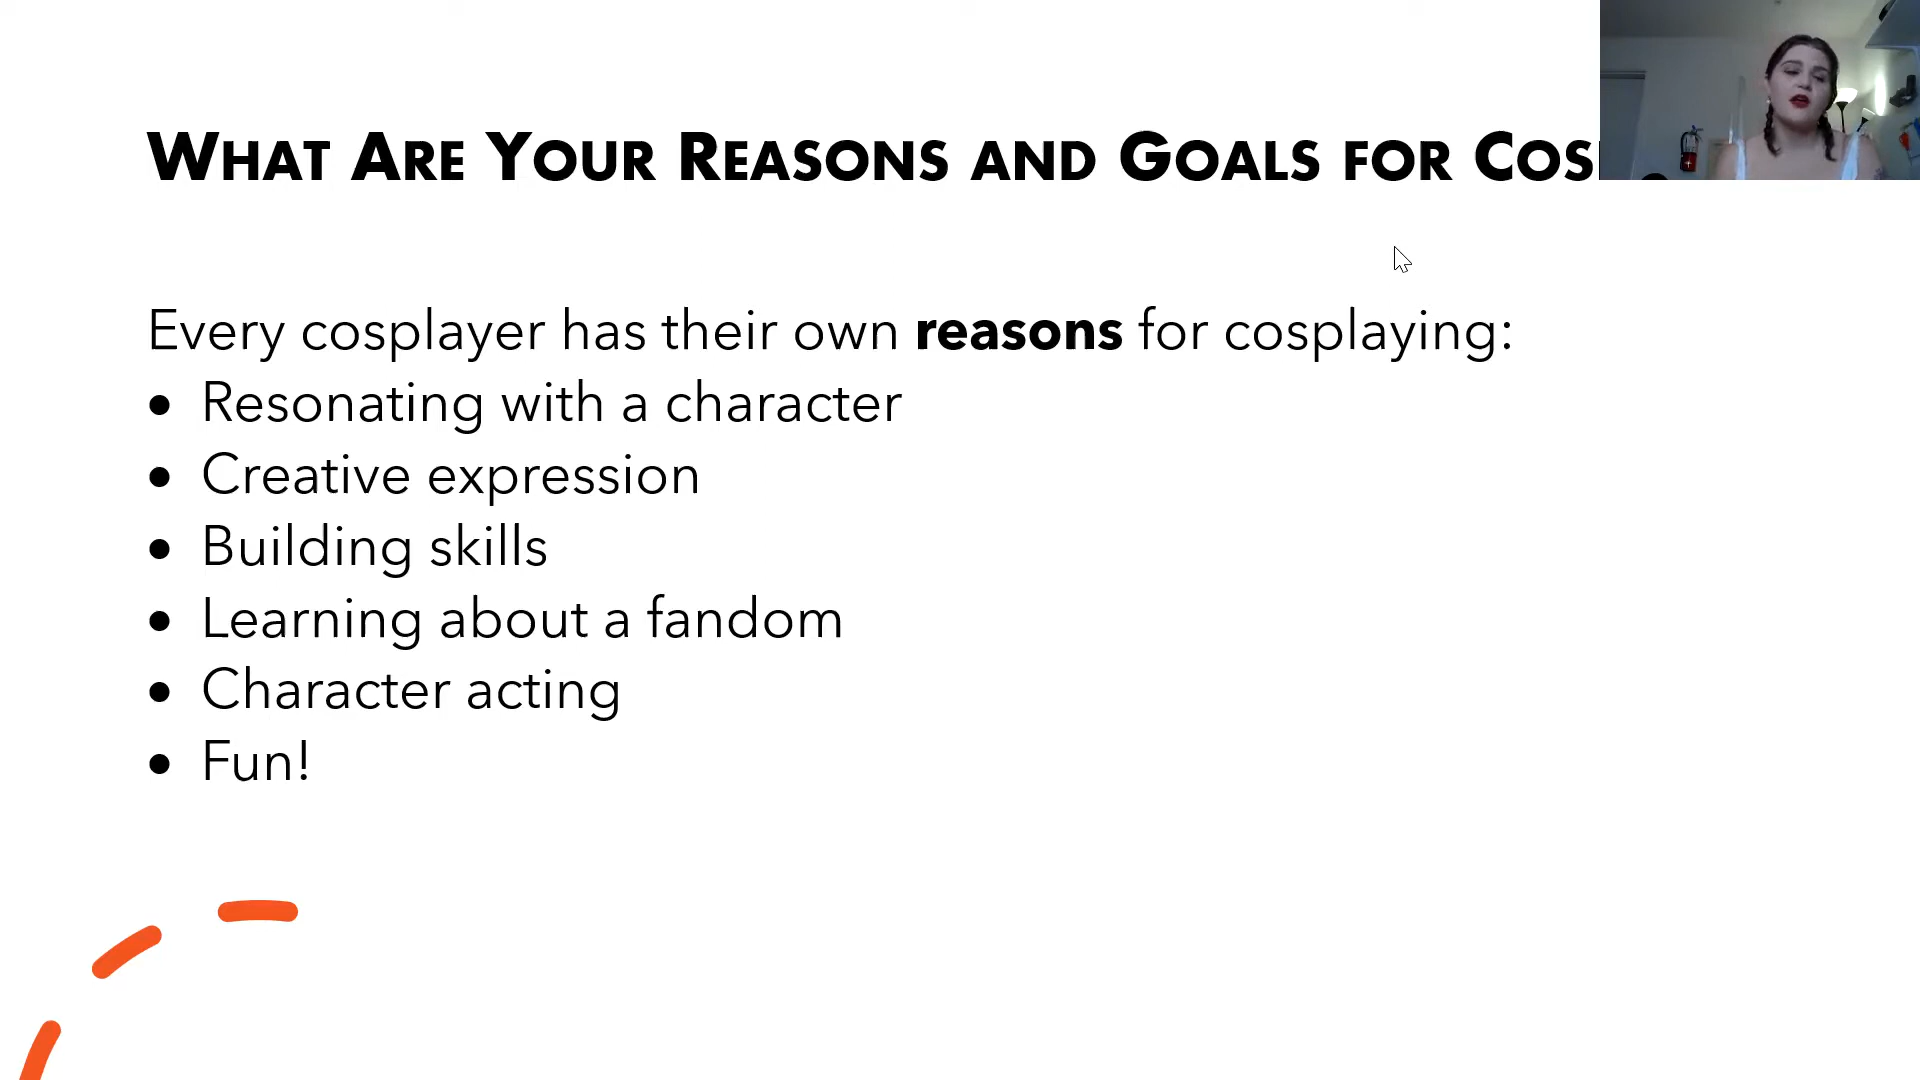 What Are Your Reasons and Goals for Cos
Every cosplayer has their own reasons for cosplaying:
• Resonating with a character
• Creative expression
• Building skills
• Learning about a fandom
• Character acting
• Fun!